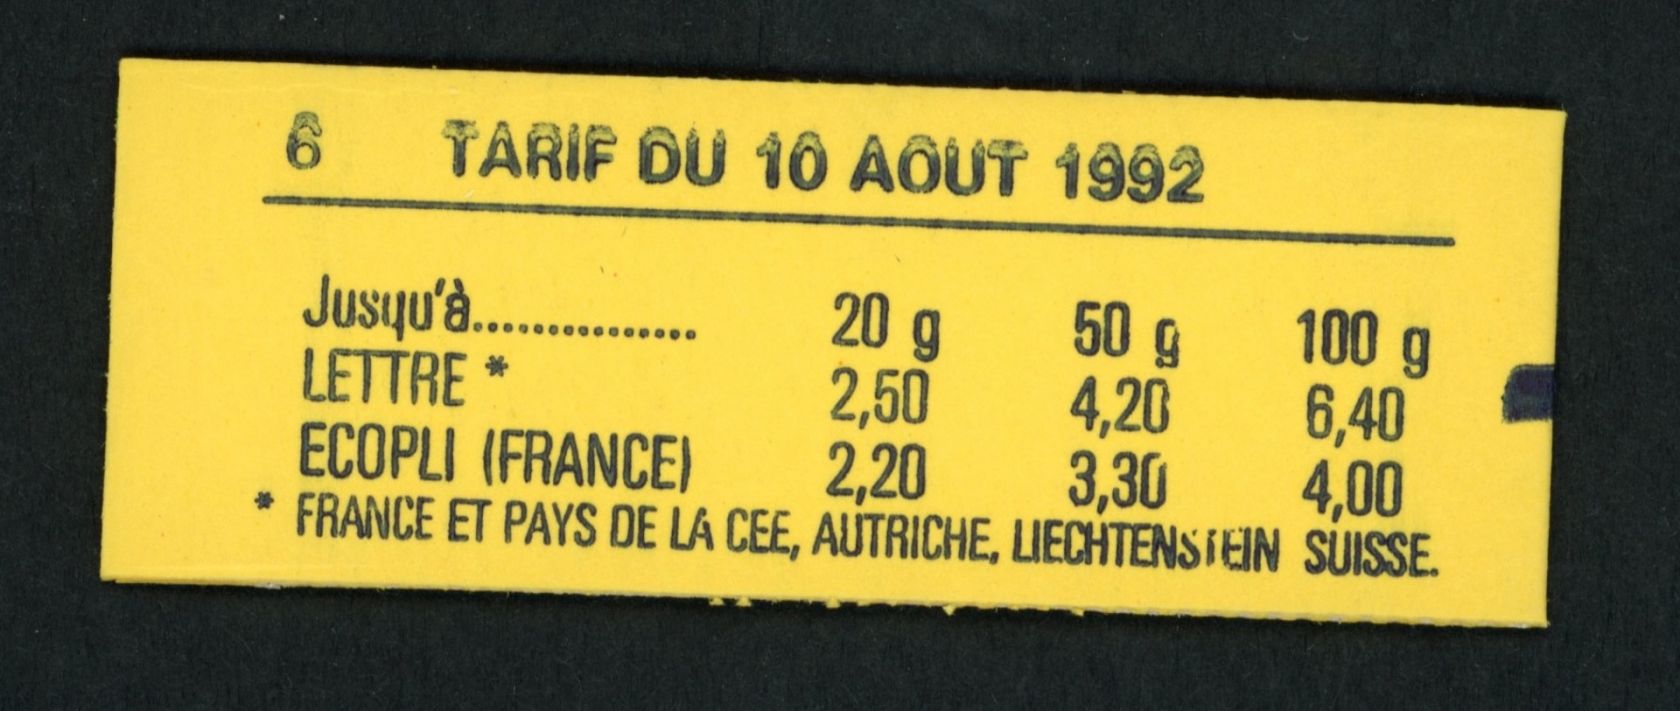 6 TARIF DU 10 AOUT 1992
Jusqu'à............... 20 g 50 g 100 g
LETTRE * 2,50 4,20 6,40
ECOPLI (FRANCE) 2,20 3,30 4,00
* FRANCE ET PAYS DE LA CEE, AUTRICHE, LIECHTENSTEIN SUISSE.